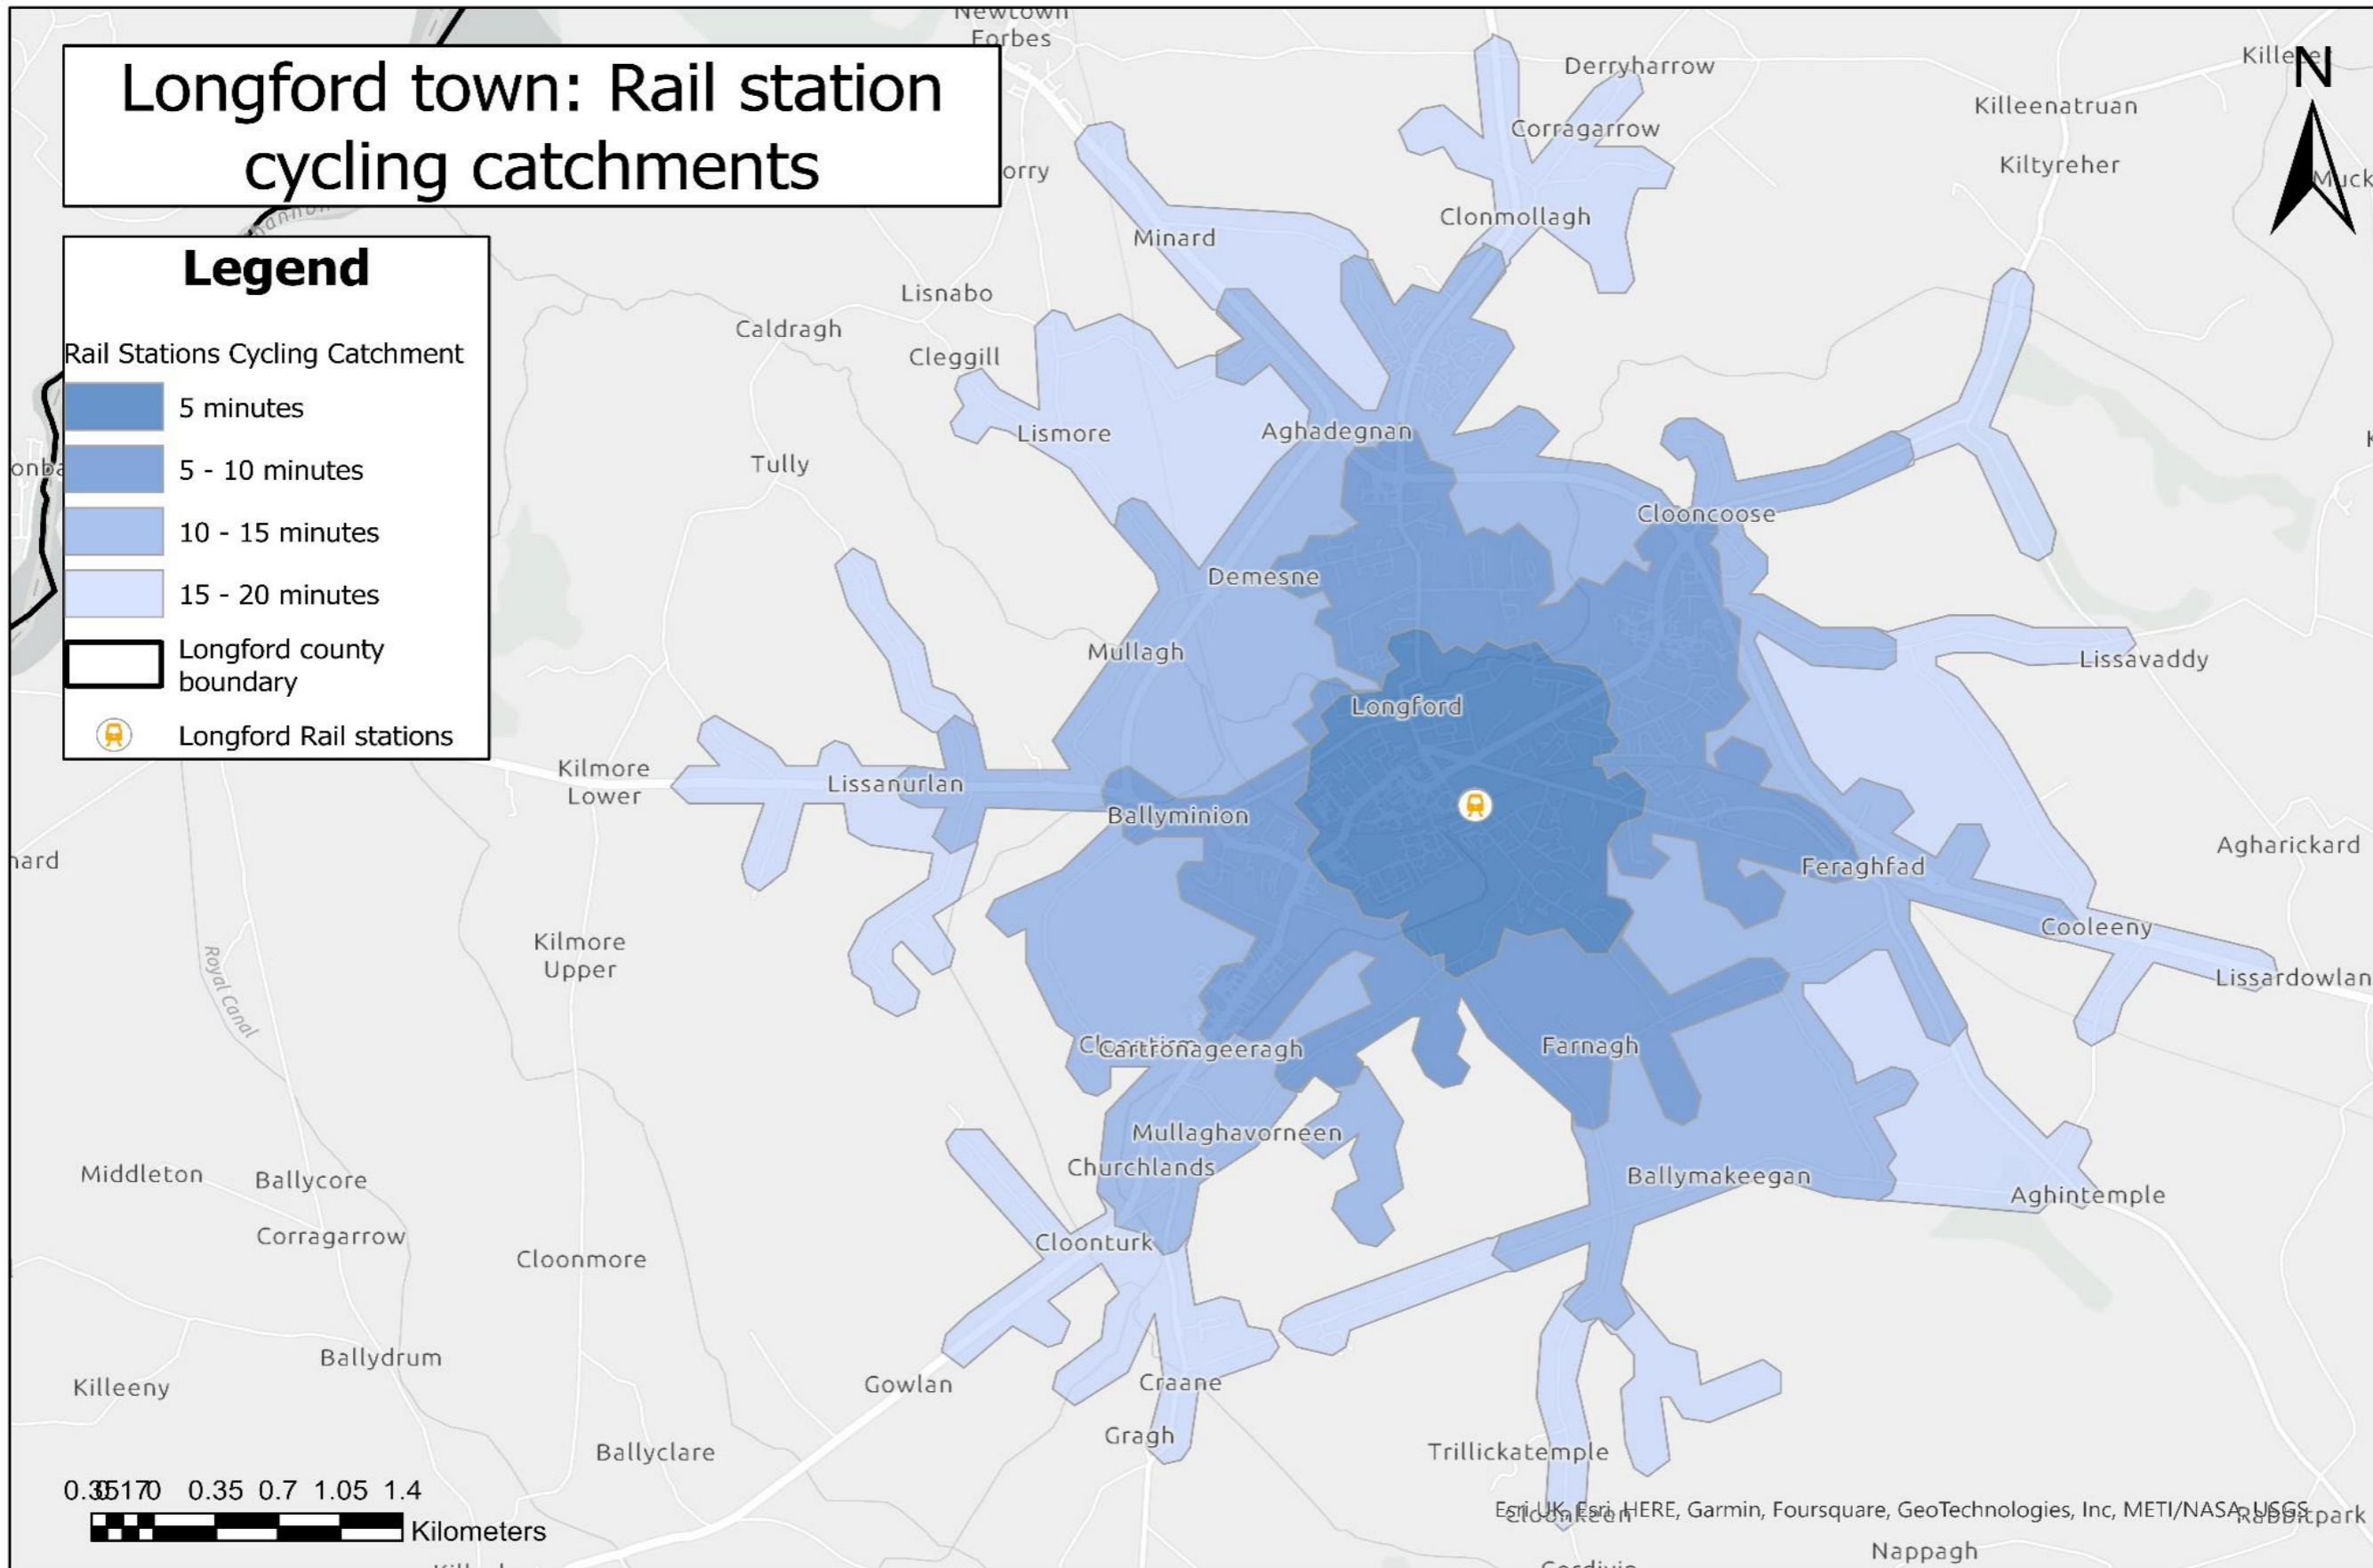 Newtown
Forbes
Longford town: Rail station
cycling catchments
Derryharrow
Killeenatruan
Corragarrow
Kiltyreher
N
orry
Clonmollagh
Minard
Legend
Rail Stations Cycling Catchment
5 minutes
5 - 10 minutes
10 - 15 minutes
15 - 20 minutes
Longford county
boundary
Longford Rail stations
Lisnabo
Caldragh
Cleggill
Lismore
Aghadegnan
Tully
Clooncoose
Demesne
Mullagh
Lissavaddy
Longford
Kilmore
Lower
Lissanurlan
Ballyminion
Agharickard
Feraghfad
Cooleeny
Kilmore
Upper
Royal Canal
Lissardowlan
Cartronageeragh
Farnagh
Mullaghavorneen
Churchlands
Middleton
Ballycore
Ballymakeegan
Aghintemple
Corragarrow
Cloonturk
Cloonmore
Ballydrum
Killeeny
Gowlan
Craane
Gragh
Ballyclare
Trillickatemple
0.35 0.7 1.05 1.4
Kilometers
Esri UK, Esri, HERE, Garmin, Foursquare, GeoTechnologies, Inc, METI/NASA, USGS
Nappagh